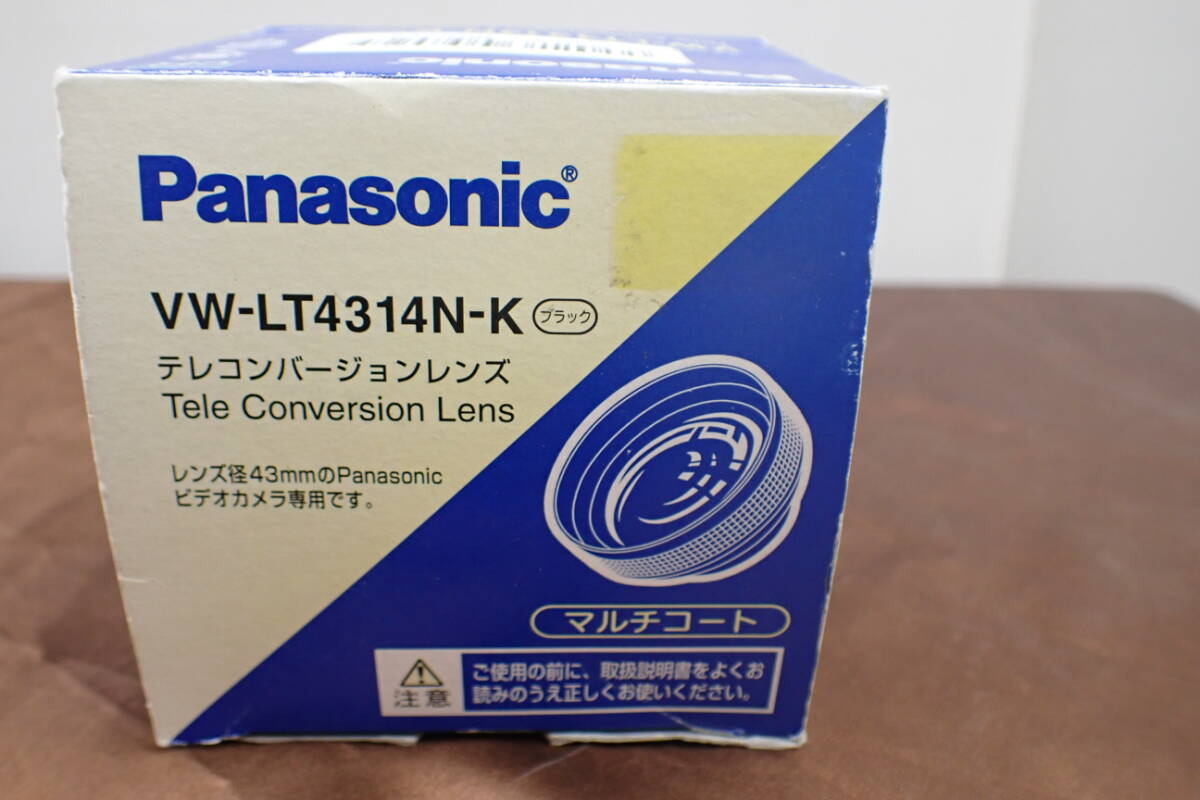 Panasonic
Panasonic®
VW-LT4314N-K ブラック
テレコンバージョンレンズ
Tele Conversion Lens
レンズ径43mmのPanasonic
ビデオカメラ専用です。
マルチコート
注意
ご使用の前に、取扱説明書をよくお
読みのうえ正しくお使いください。